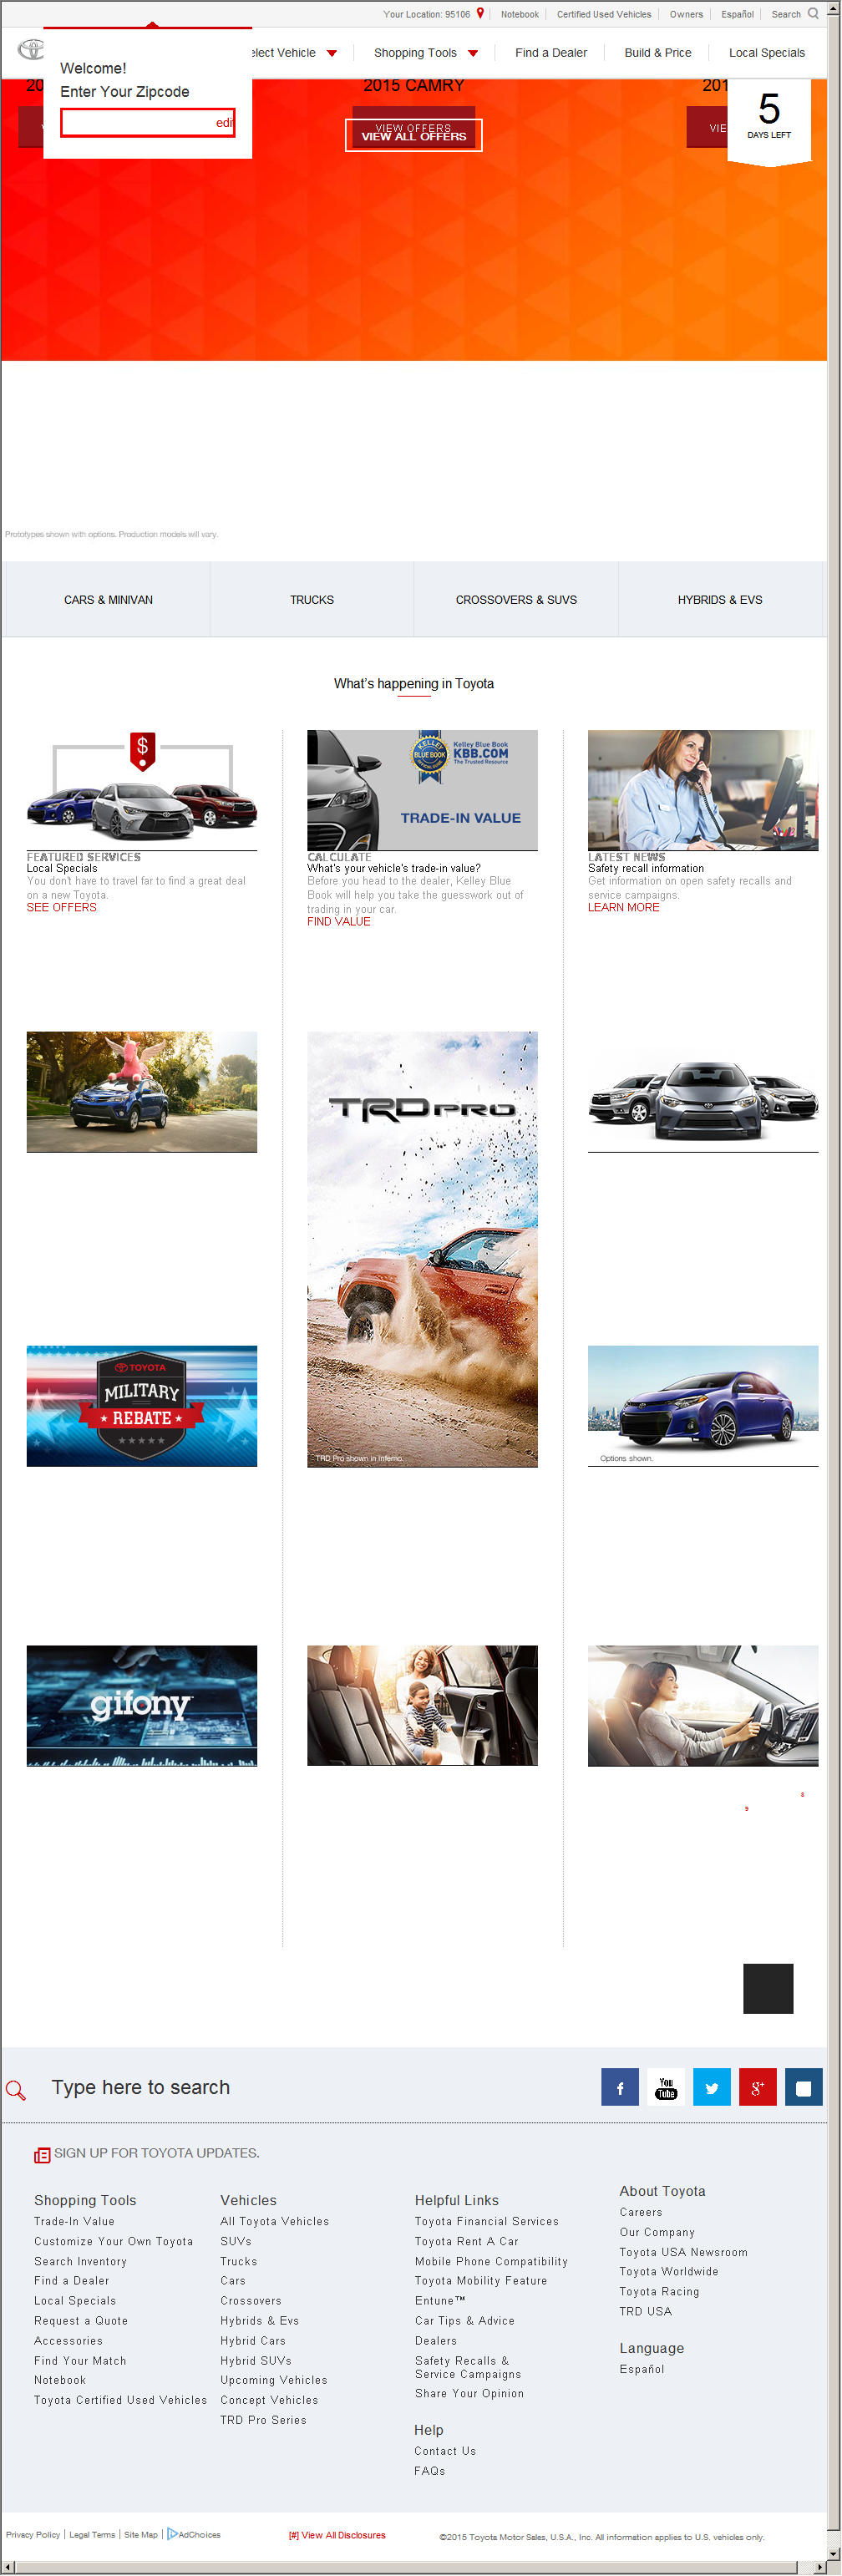 Your Location: 95106
Notebook
Certified Used Vehicles
Owners
Español
Search
Welcome!
Enter Your Zipcode
edit
elect Vehicle
Shopping Tools
Find a Dealer
Build & Price
Local Specials
20
2015 CAMRY
201
VIEW OFFERS
VIEW ALL OFFERS
VIE
5
DAYS LEFT
Prototypes shown with options. Production models will vary.
CARS & MINIVAN
TRUCKS
CROSSOVERS & SUVS
HYBRIDS & EVS
What's happening in Toyota
$
FEATURED SERVICES
Local Specials
You don't have to travel far to find a great deal
on a new Toyota.
SEE OFFERS
KELLEY
BLUE BOOK
Kelley Blue Book
KBB.COM
The Trusted Resource
TRADE-IN VALUE
CALCULATE
What's your vehicle's trade-in value?
Before you head to the dealer, Kelley Blue
Book will help you take the guesswork out of
trading in your car.
FIND VALUE
LATEST NEWS
Safety recall information
Get information on open safety recalls and
service campaigns.
LEARN MORE
TRD PRO
TRD Pro shown in Inferno.
TOYOTA
MILITARY
REBATE
Options shown.
gifony
8
9
Type here to search
f
You
Tube
g+
SIGN UP FOR TOYOTA UPDATES.
Shopping Tools
Trade-In Value
Customize Your Own Toyota
Search Inventory
Find a Dealer
Local Specials
Request a Quote
Accessories
Find Your Match
Notebook
Toyota Certified Used Vehicles
Vehicles
All Toyota Vehicles
SUVs
Trucks
Cars
Crossovers
Hybrids & Evs
Hybrid Cars
Hybrid SUVs
Upcoming Vehicles
Concept Vehicles
TRD Pro Series
Helpful Links
Toyota Financial Services
Toyota Rent A Car
Mobile Phone Compatibility
Toyota Mobility Feature
Entune™
Car Tips & Advice
Dealers
Safety Recalls &
Service Campaigns
Share Your Opinion
Help
Contact Us
FAQs
About Toyota
Careers
Our Company
Toyota USA Newsroom
Toyota Worldwide
Toyota Racing
TRD USA
Language
Español
Privacy Policy | Legal Terms | Site Map | AdChoices
[#] View All Disclosures
©2015 Toyota Motor Sales, U.S.A., Inc. All information applies to U.S. vehicles only.